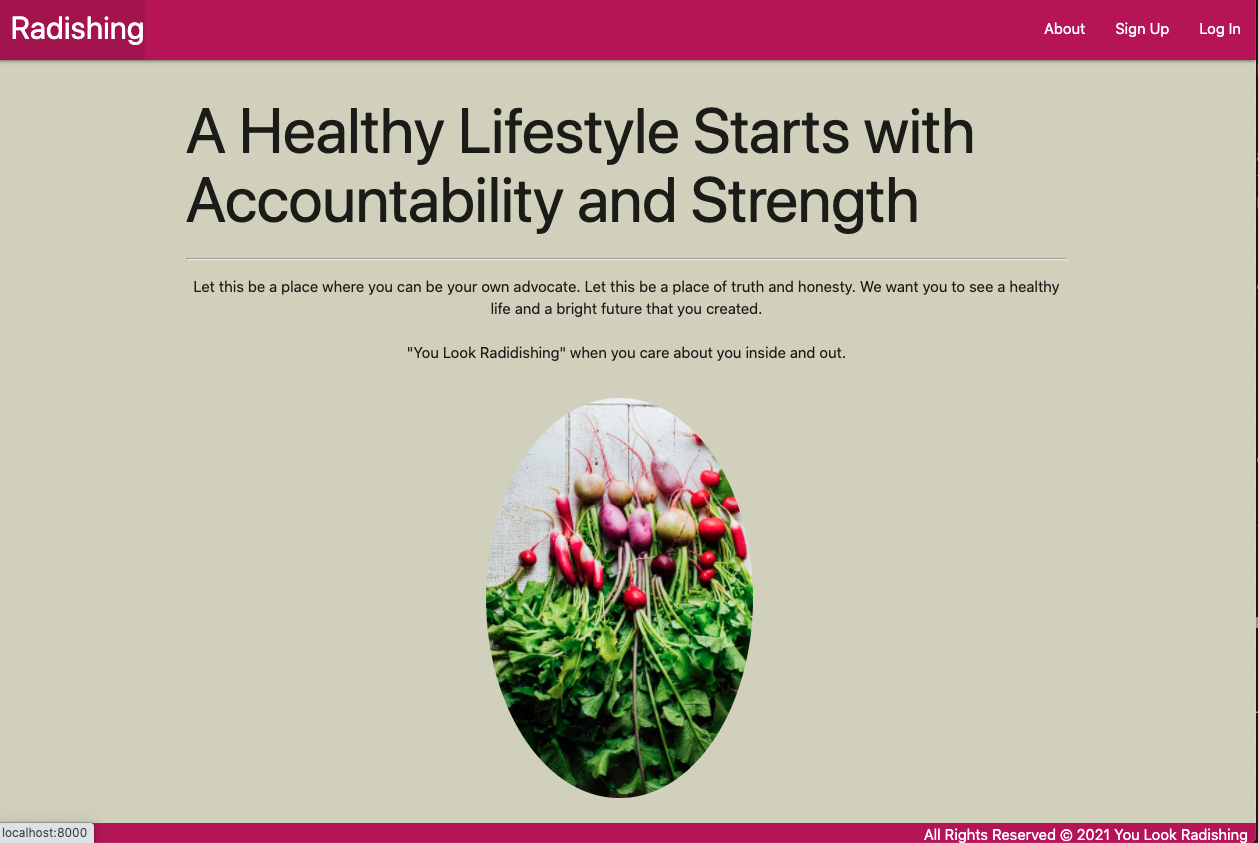 Radishing
About Sign Up Log In
A Healthy Lifestyle Starts with
Accountability and Strength
Let this be a place where you can be your own advocate. Let this be a place of truth and honesty. We want you to see a healthy
life and a bright future that you created.
"You Look Radidishing" when you care about you inside and out.
localhost:8000
All Rights Reserved © 2021 You Look Radishing